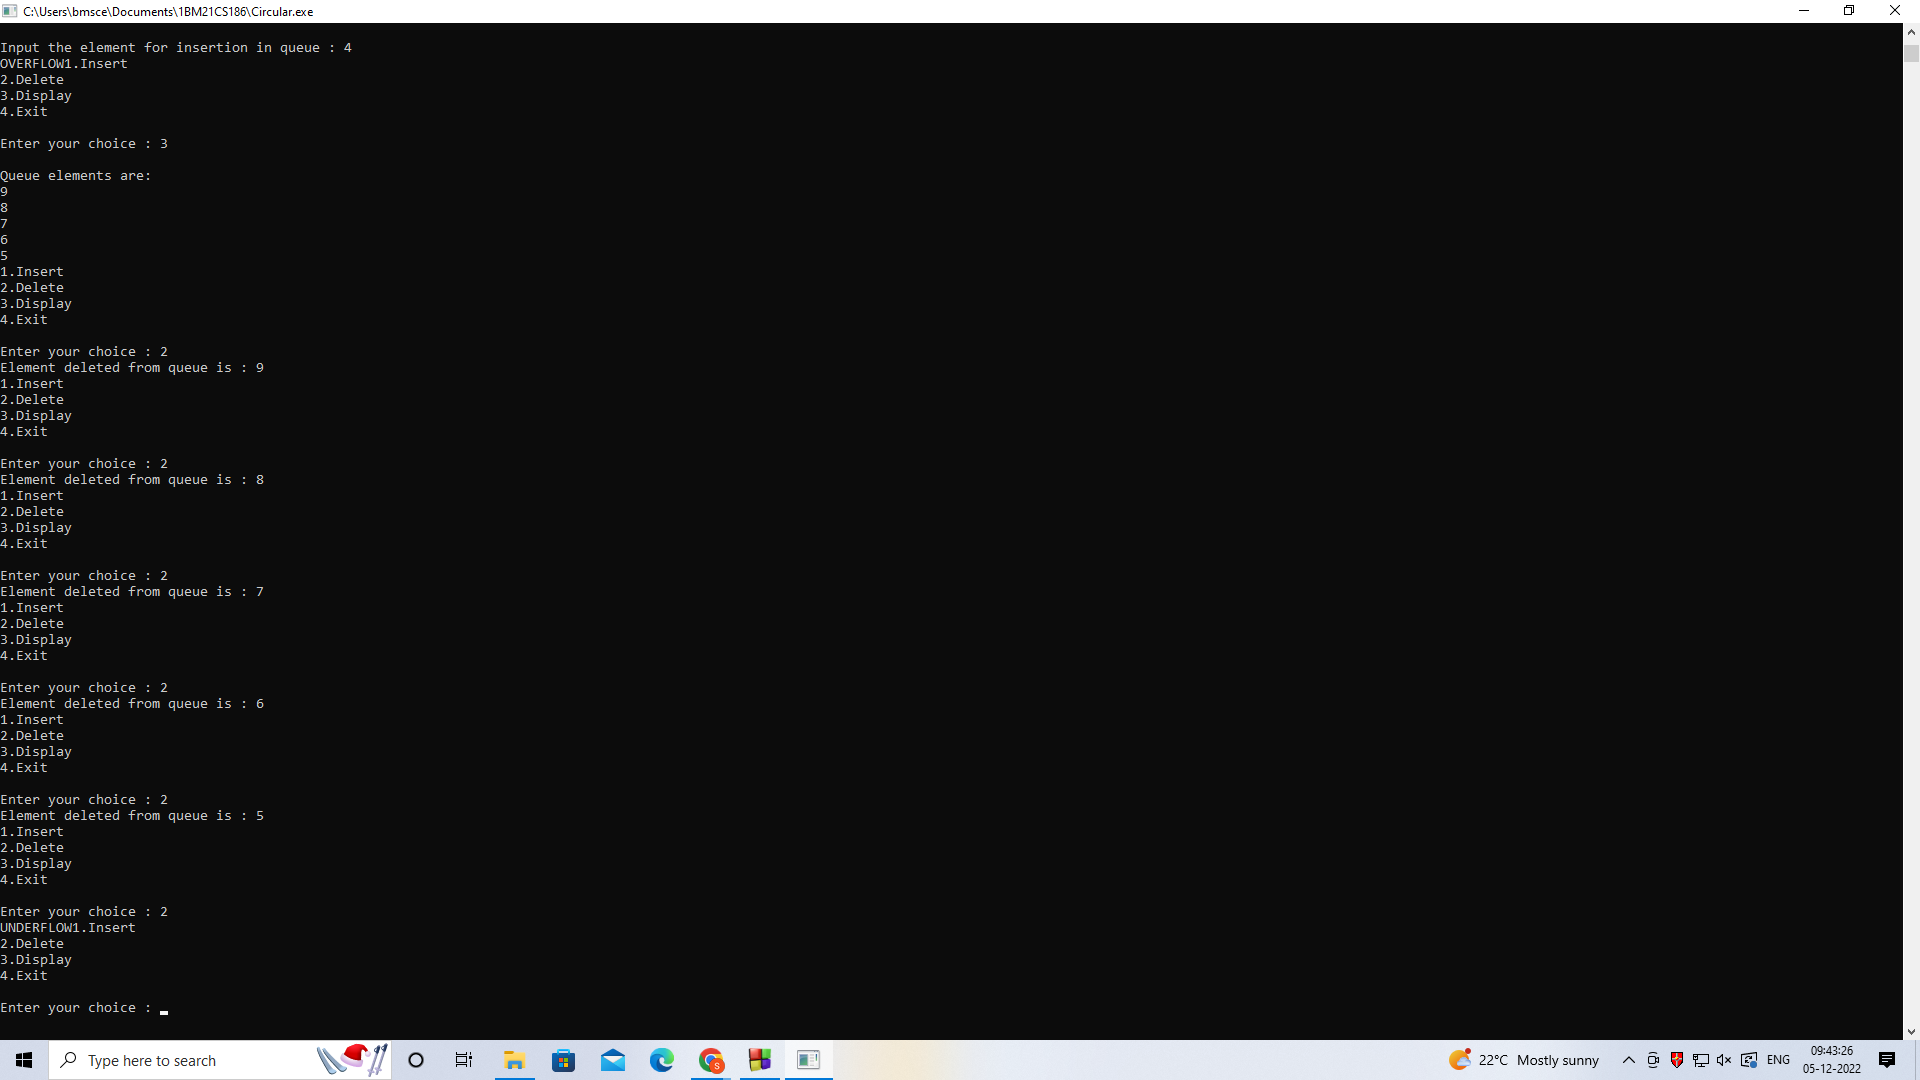 C:\Users\bmsce\Documents\1BM21CS186\Circular.exe
Input the element for insertion in queue : 4
OVERFLOW1.Insert
2.Delete
3.Display
4.Exit
Enter your choice : 3
Queue elements are:
9
8
7
6
5
1.Insert
2.Delete
3.Display
4.Exit
Enter your choice : 2
Element deleted from queue is : 9
1.Insert
2.Delete
3.Display
4.Exit
Enter your choice : 2
Element deleted from queue is : 8
1.Insert
2.Delete
3.Display
4.Exit
Enter your choice : 2
Element deleted from queue is : 7
1.Insert
2.Delete
3.Display
4.Exit
Enter your choice : 2
Element deleted from queue is : 6
1.Insert
2.Delete
3.Display
4.Exit
Enter your choice : 2
Element deleted from queue is : 5
1.Insert
2.Delete
3.Display
4.Exit
Enter your choice : 2
UNDERFLOW1.Insert
2.Delete
3.Display
4.Exit
Enter your choice :
Type here to search
S
22°C Mostly sunny
ENG
09:43:26
05-12-2022